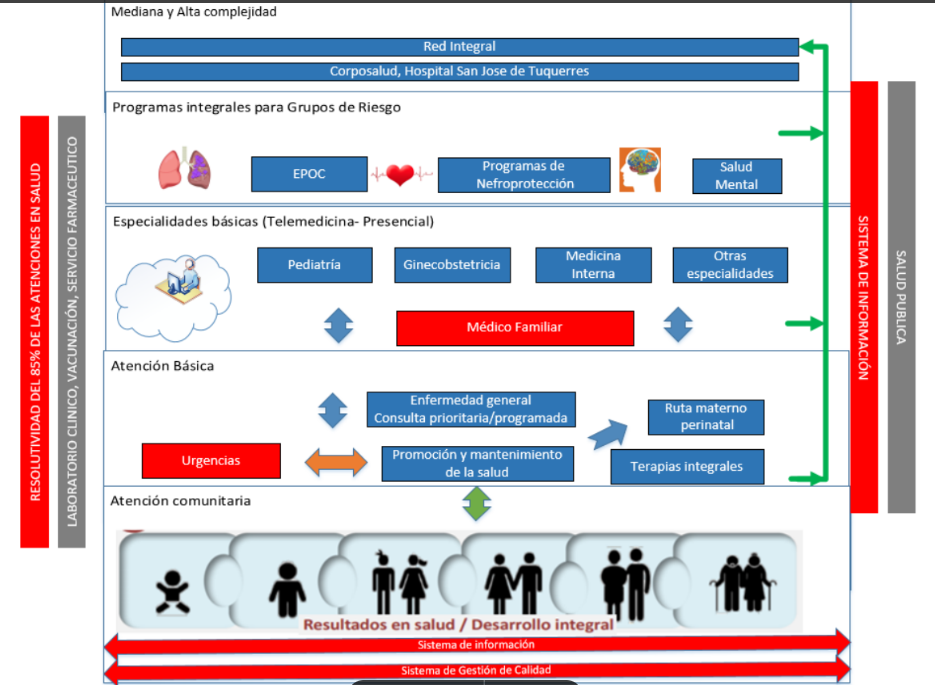 Mediana y Alta complejidad
Red Integral
Corposalud, Hospital San Jose de Tuquerres
Programas integrales para Grupos de Riesgo
EPOC
Programas de
Nefroprotección
Salud
Mental
Especialidades básicas (Telemedicina- Presencial)
Pediatría
Ginecobstetricia
Medicina
Interna
Otras
especialidades
Médico Familiar
Atención Básica
Enfermedad general
Consulta prioritaria/programada
Ruta materno
perinatal
Urgencias
Promoción y mantenimiento
de la salud
Terapias integrales
Atención comunitaria
Resultados en salud / Desarrollo integral
Sistema de información
Sistema de Gestión de Calidad
RESOLUTIVIDAD DEL 85% DE LAS ATENCIONES EN SALUD
LABORATORIO CLINICO, VACUNACIÓN, SERVICIO FARMACEUTICO
SISTEMA DE INFORMACIÓN
SALUD PUBLICA